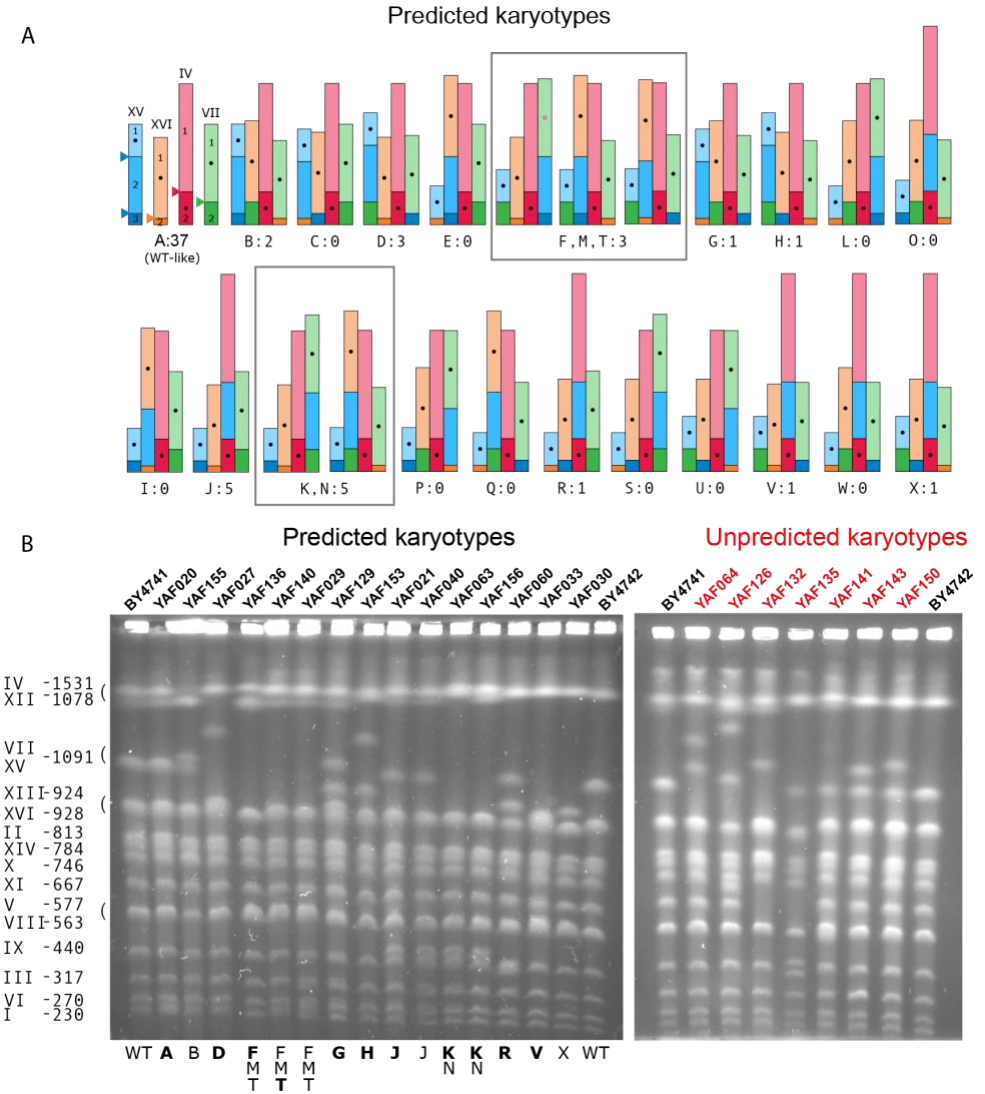 Predicted karyotypes
A
XV XVI IV VII
1 1 1 1
2
3 2 2 2
A:37
(WT-like)
B:2 C:0 D:3 E:0 F,M,T:3 G:1 H:1 L:0 O:0
I:0 J:5 K,N:5 P:0 Q:0 R:1 S:0 U:0 V:1 W:0 X:1
B
Predicted karyotypes Unpredicted karyotypes
BY4741 YAF020 YAF155 YAF027 YAF136 YAF140 YAF029 YAF129 YAF153 YAF021 YAF040 YAF063 YAF156 YAF060 YAF033 YAF030 BY4742 BY4741 YAF064 YAF126 YAF132 YAF135 YAF141 YAF143 YAF150 BY4742
IV -1531 (
XII -1078
VII -1091 (
XV
XIII-924 (
XVI -928
II -813
XIV -784
X -746
XI -667
V -577 (
VIII-563
IX -440
III -317
VI -270
I -230
WT A B D F F F G H J J K K R V X WT
M M M N N
T T T